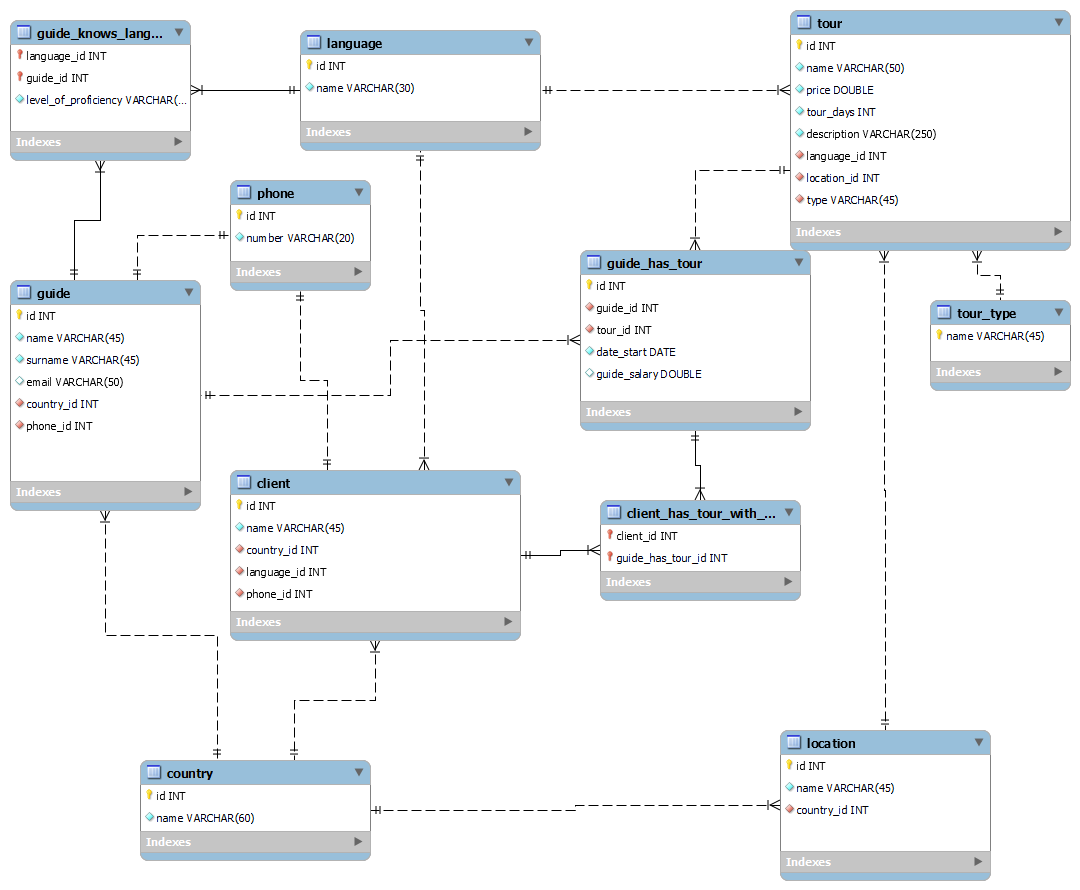 guide_knows_lang...
language_id INT
guide_id INT
level_of_proficiency VARCHAR(...
Indexes
language
id INT
name VARCHAR(30)
Indexes
tour
id INT
name VARCHAR(50)
price DOUBLE
tour_days INT
description VARCHAR(250)
language_id INT
location_id INT
type VARCHAR(45)
Indexes
phone
id INT
number VARCHAR(20)
Indexes
guide
id INT
name VARCHAR(45)
surname VARCHAR(45)
email VARCHAR(50)
country_id INT
phone_id INT
Indexes
guide_has_tour
id INT
guide_id INT
tour_id INT
date_start DATE
guide_salary DOUBLE
Indexes
tour_type
name VARCHAR(45)
Indexes
client
id INT
name VARCHAR(45)
country_id INT
language_id INT
phone_id INT
Indexes
client_has_tour_with_...
client_id INT
guide_has_tour_id INT
Indexes
country
id INT
name VARCHAR(60)
Indexes
location
id INT
name VARCHAR(45)
country_id INT
Indexes